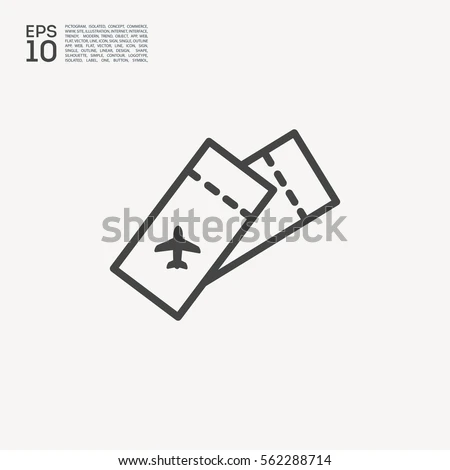 EPS
10
PICTOGRAM, ISOLATED, CONCEPT, COMMERCE,
WWW, SITE, ILLUSTRATION, INTERNET, INTERFACE,
TRENDY, MODERN, TREND, OBJECT, APP, WEB,
FLAT, VECTOR, LINE, ICON, SIGN, SINGLE, OUTLINE
APP, WEB, FLAT, VECTOR, LINE, ICON, SIGN,
SINGLE, OUTLINE, LINEAR, DESIGN, SHAPE,
SILHOUETTE, SIMPLE, CONTOUR, LOGOTYPE,
ISOLATED, LABEL, ONE, BUTTON, SYMBOL,
shutterstock
IMAGE ID: 562288714
www.shutterstock.com